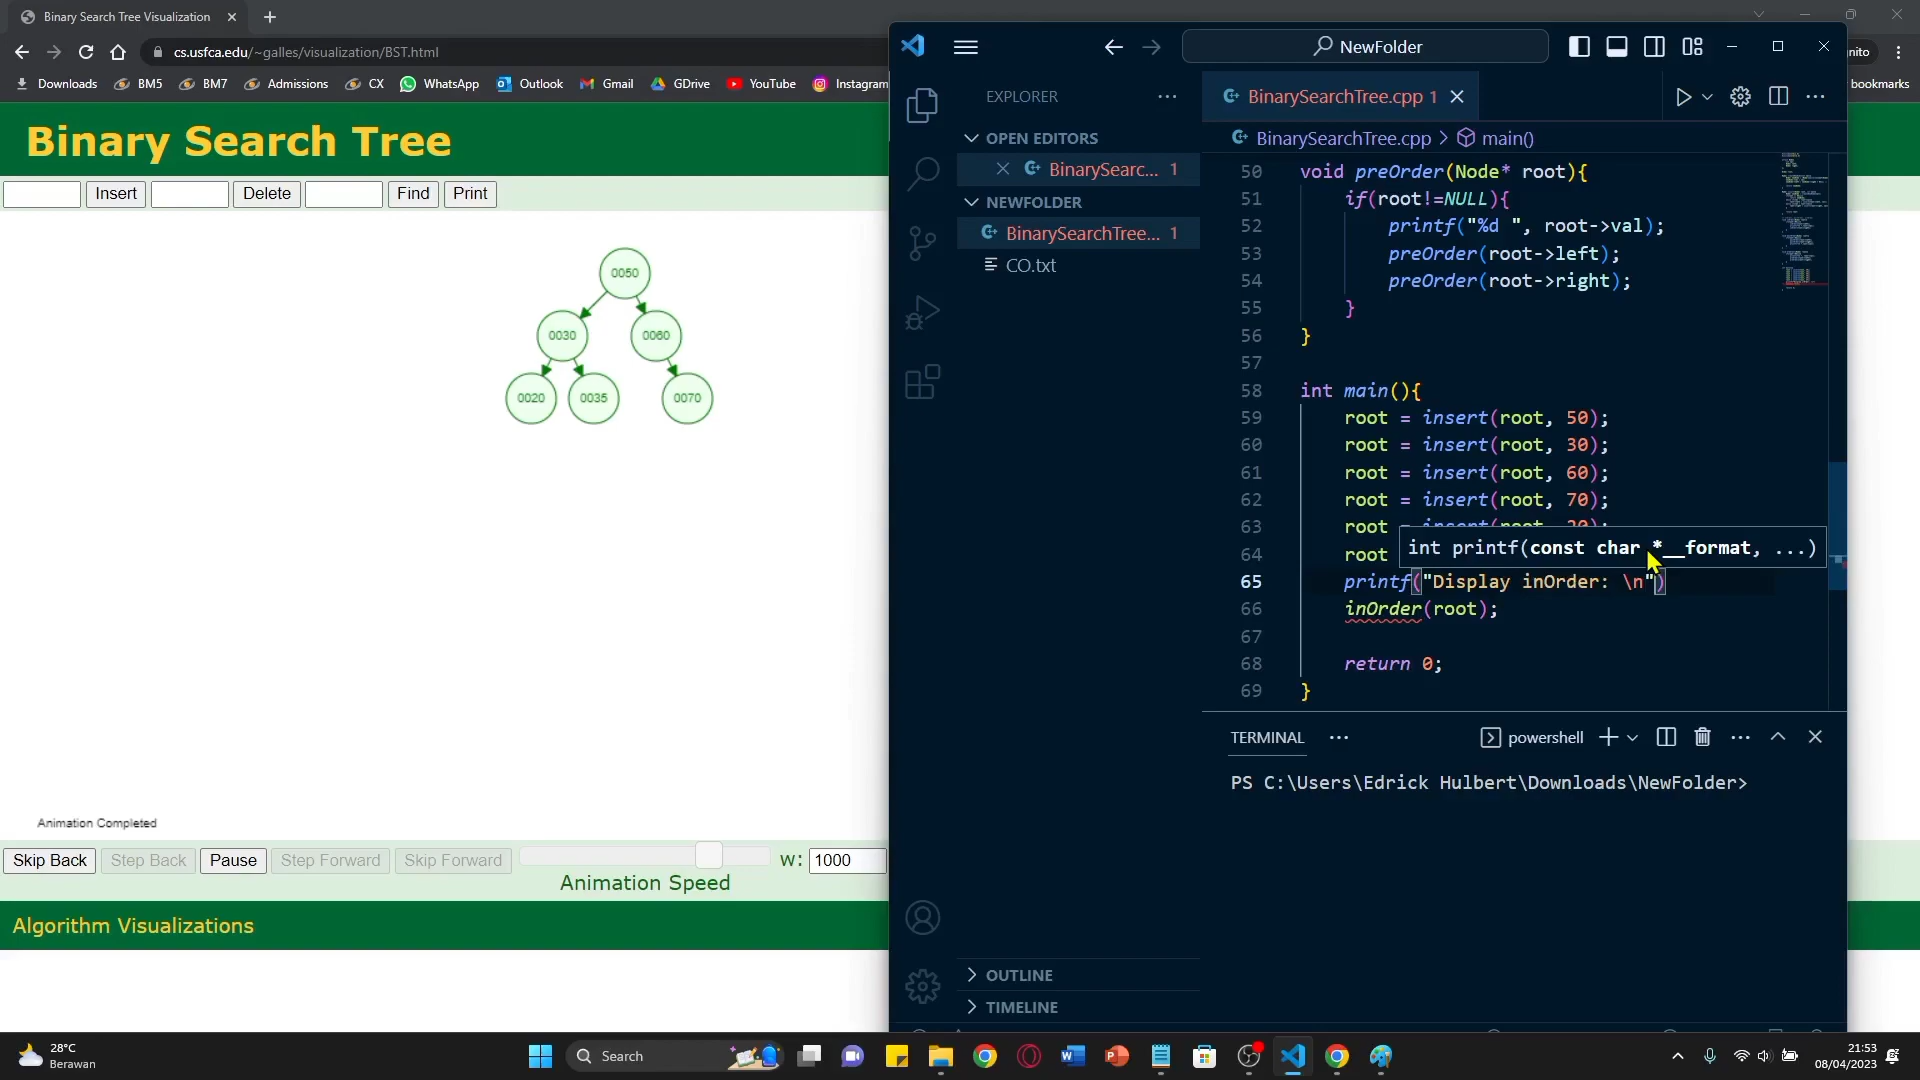 Binary Search Tree Visualization
cs.usfca.edu/~galles/visualization/BST.html
Downloads BM5 BM7 Admissions CX WhatsApp Outlook Gmail GDrive YouTube Instagram
bookmarks
Binary Search Tree
Insert Delete Find Print
0050
0030 0060
0020 0035 0070
Animation Completed
Skip Back Step Back Pause Step Forward Skip Forward w: 1000
Animation Speed
Algorithm Visualizations
NewFolder
EXPLORER
OPEN EDITORS
BinarySearc... 1
NEWFOLDER
BinarySearchTree... 1
CO.txt
OUTLINE
TIMELINE
BinarySearchTree.cpp 1
BinarySearchTree.cpp > main()
50 void preOrder(Node* root){
51 if(root!=NULL){
52 printf("%d ", root->val);
53 preOrder(root->left);
54 preOrder(root->right);
55 }
56 }
57
58 int main(){
59 root = insert(root, 50);
60 root = insert(root, 30);
61 root = insert(root, 60);
62 root = insert(root, 70);
63 root = insert(root, 20);
int printf(const char *__format, ...)
64 root
65 printf("Display inOrder: \n")
66 inOrder(root);
67
68 return 0;
69 }
TERMINAL
powershell
PS C:\Users\Edrick Hulbert\Downloads\NewFolder>
28°C
Berawan
Search
21:53
08/04/2023